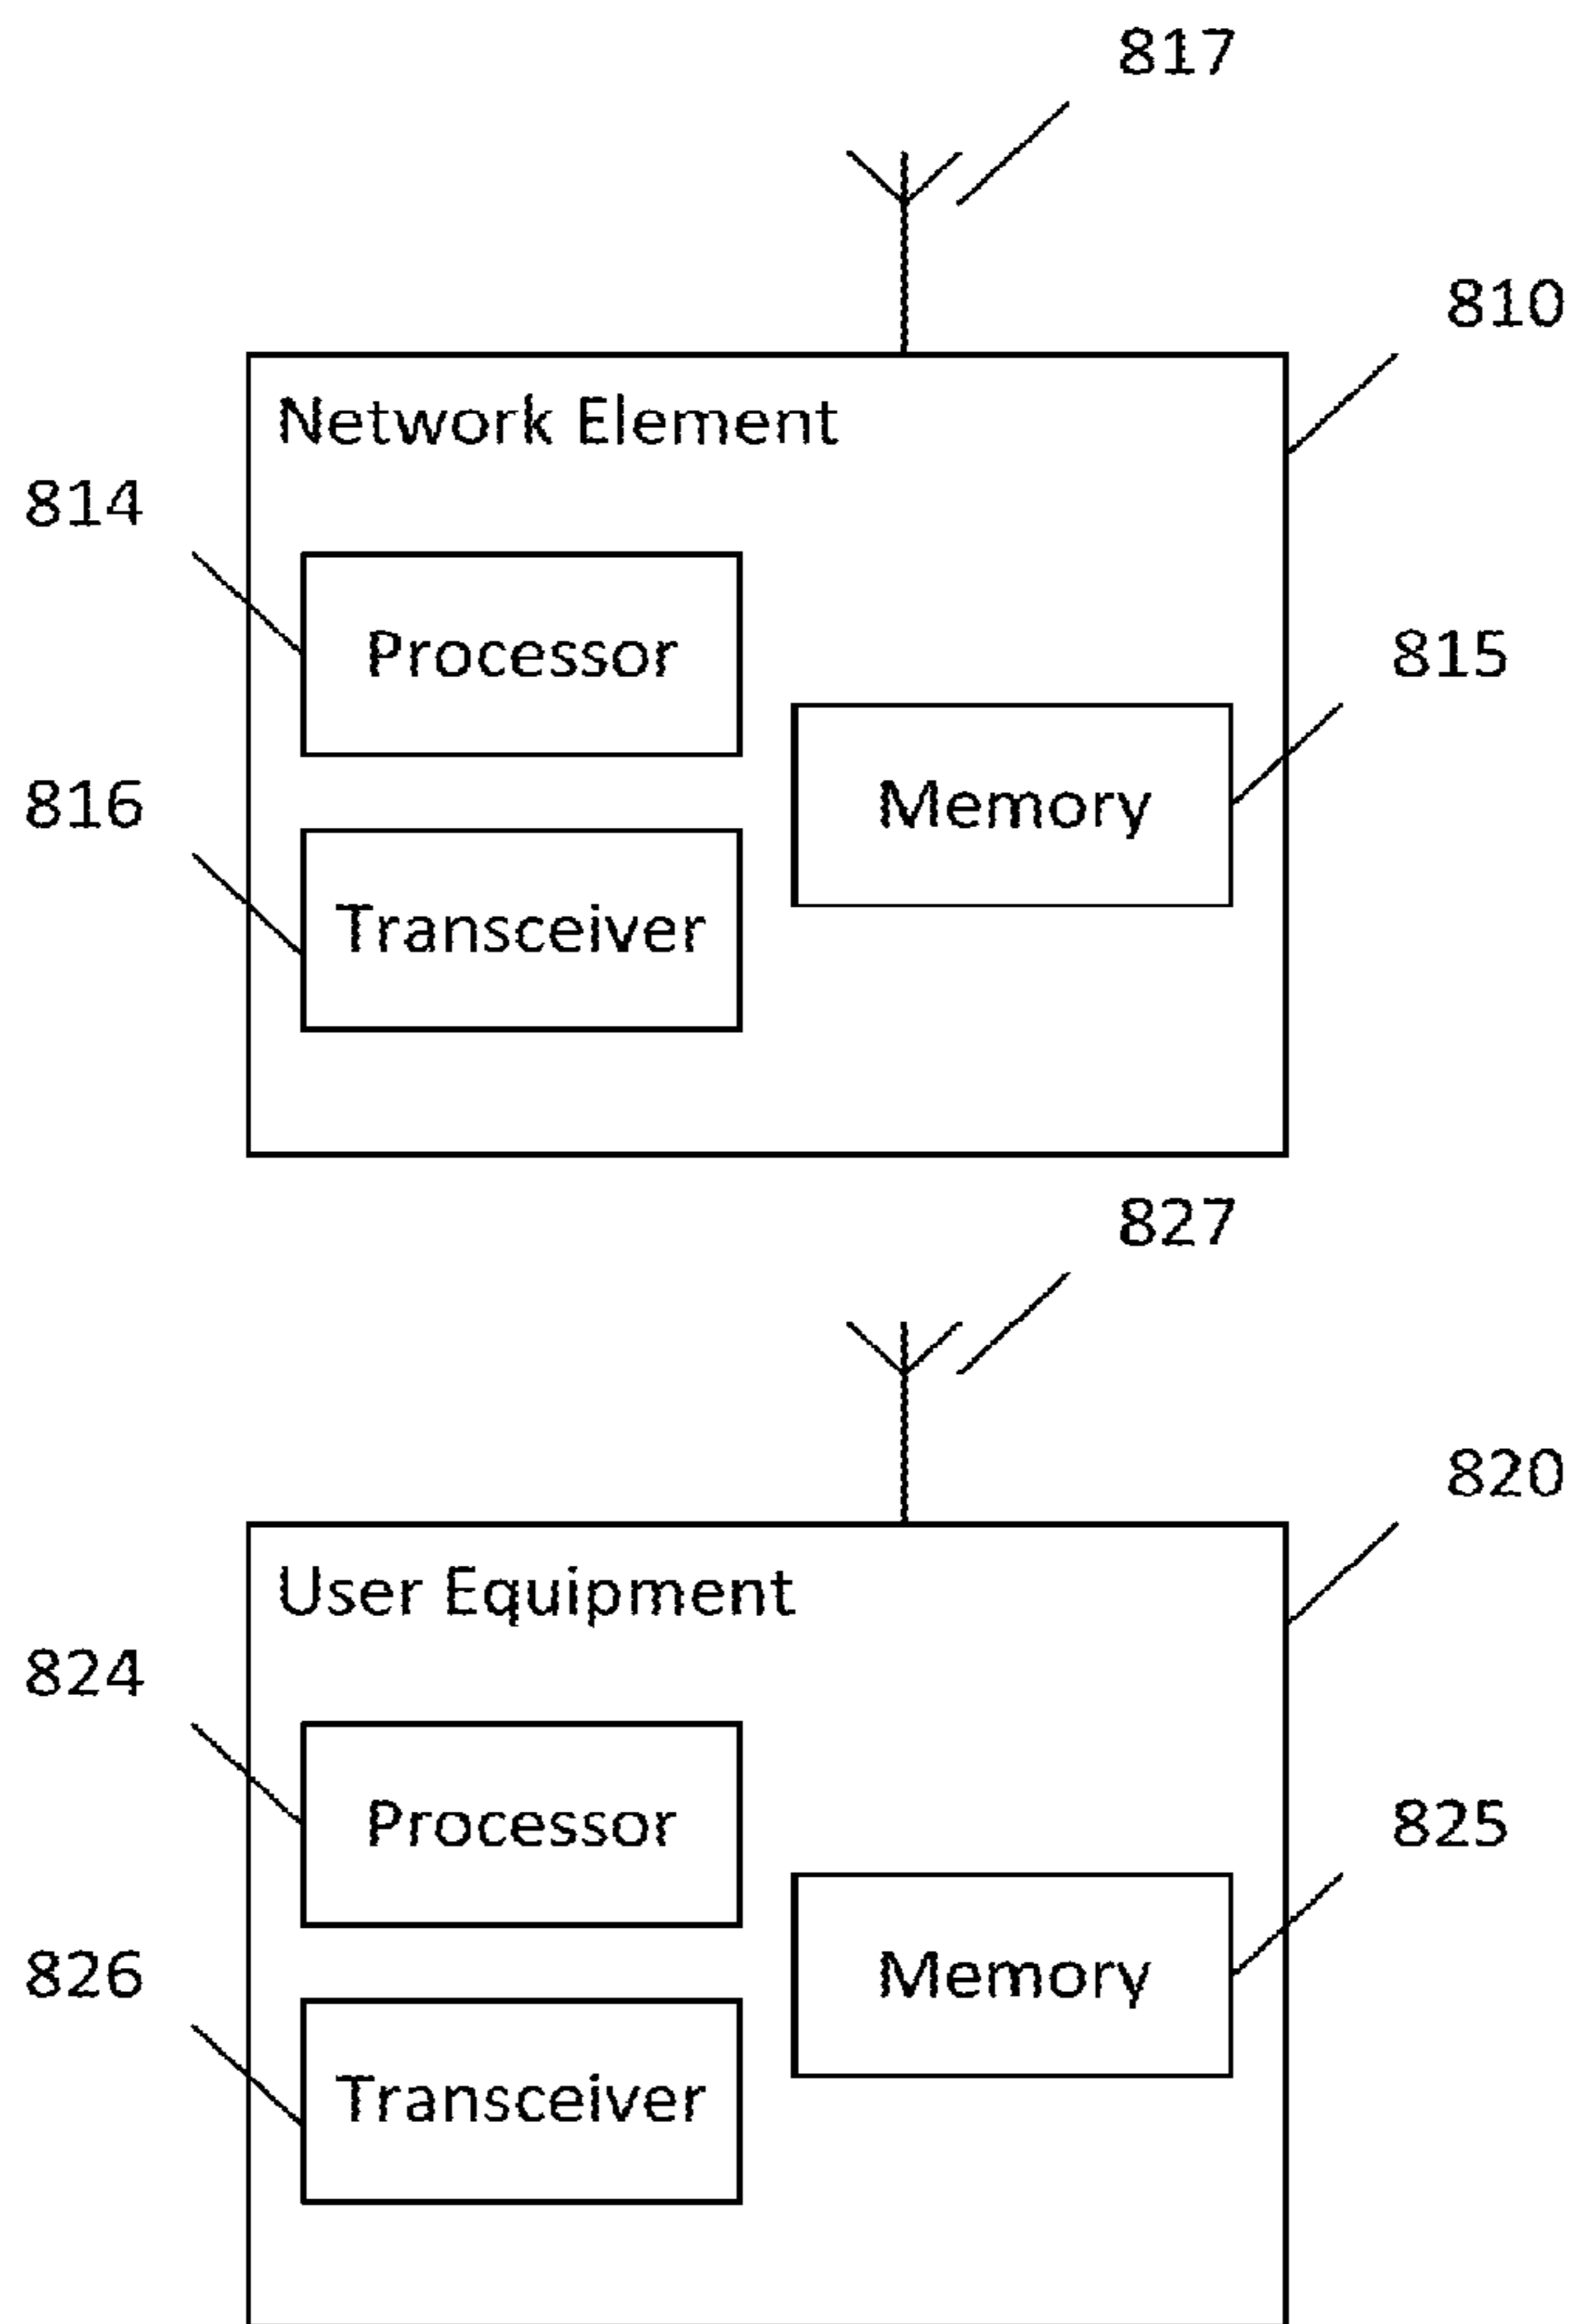 817
810
Network Element
814
Processor
815
Memory
816
Transceiver
827
820
User Equipment
824
Processor
825
Memory
826
Transceiver